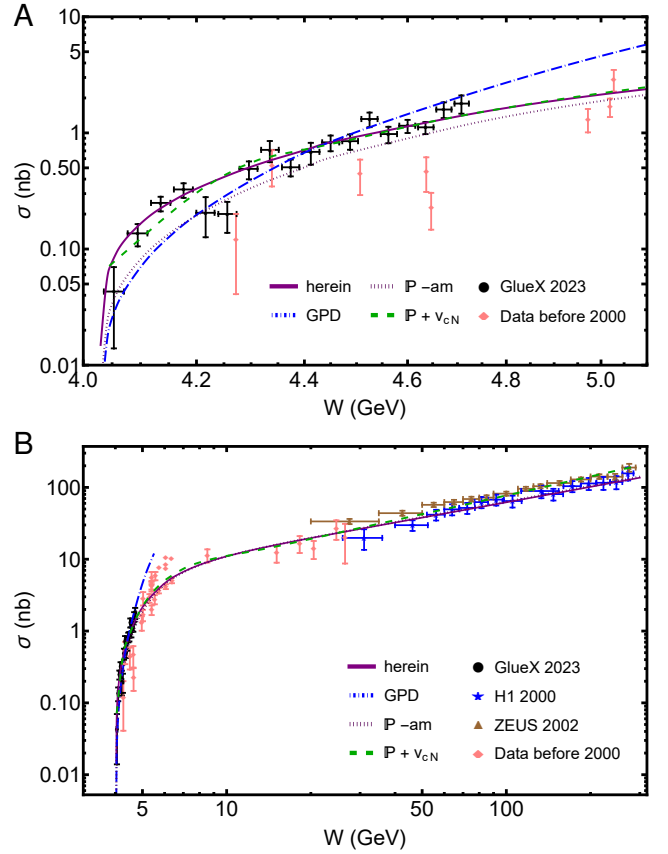 A
10
5
1
0.50
0.10
0.05
0.01
σ (nb)
herein
GPD
ℙ -am
ℙ + v_cN
GlueX 2023
Data before 2000
4.0
4.2
4.4
4.6
4.8
5.0
W (GeV)
B
100
10
1
0.10
0.01
σ (nb)
herein
GPD
ℙ -am
ℙ + v_cN
GlueX 2023
H1 2000
ZEUS 2002
Data before 2000
5
10
50
100
W (GeV)